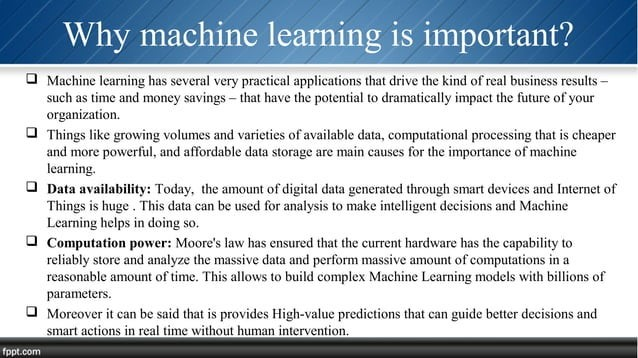 Why machine learning is important?
Machine learning has several very practical applications that drive the kind of real business results –
such as time and money savings – that have the potential to dramatically impact the future of your
organization.
Things like growing volumes and varieties of available data, computational processing that is cheaper
and more powerful, and affordable data storage are main causes for the importance of machine
learning.
Data availability: Today, the amount of digital data generated through smart devices and Internet of
Things is huge . This data can be used for analysis to make intelligent decisions and Machine
Learning helps in doing so.
Computation power: Moore's law has ensured that the current hardware has the capability to
reliably store and analyze the massive data and perform massive amount of computations in a
reasonable amount of time. This allows to build complex Machine Learning models with billions of
parameters.
Moreover it can be said that is provides High-value predictions that can guide better decisions and
smart actions in real time without human intervention.
fppt.com